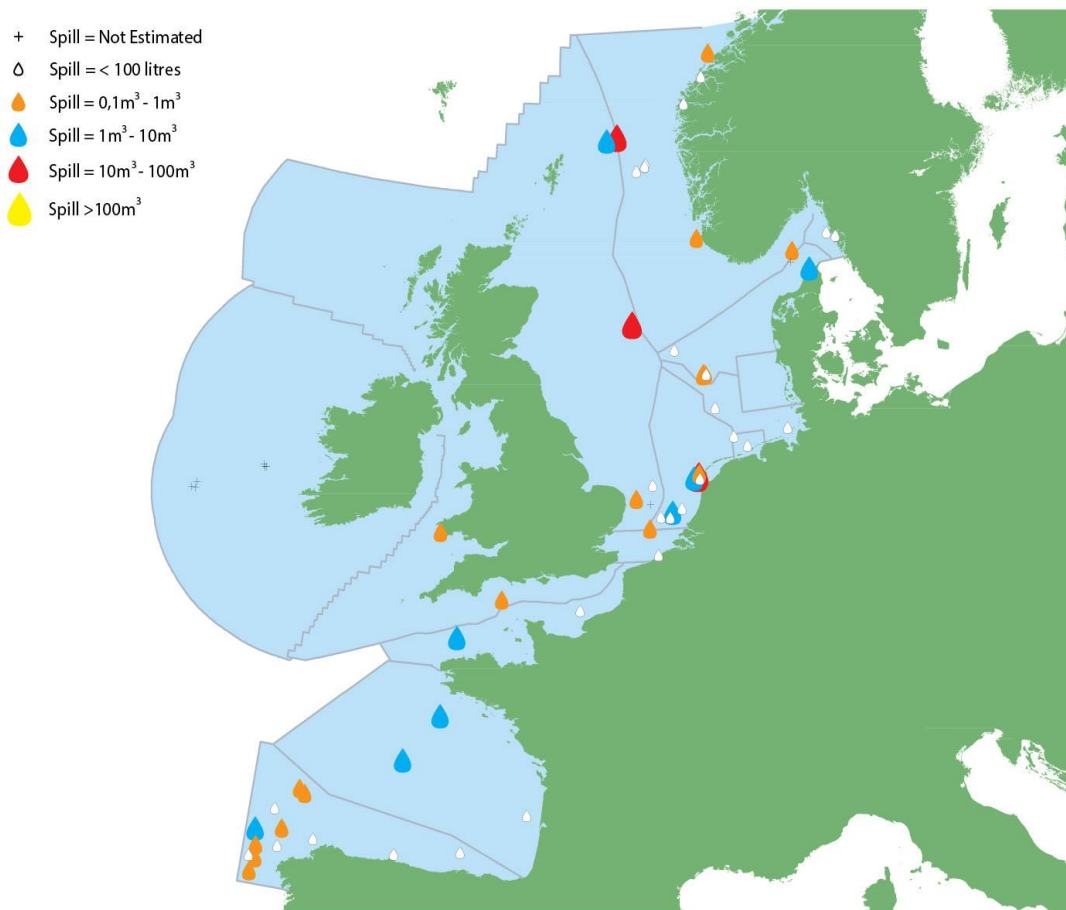 Spill = Not Estimated
Spill = < 100 litres
Spill = 0,1m³ - 1m³
Spill = 1m³ - 10m³
Spill = 10m³ - 100m³
Spill >100m³